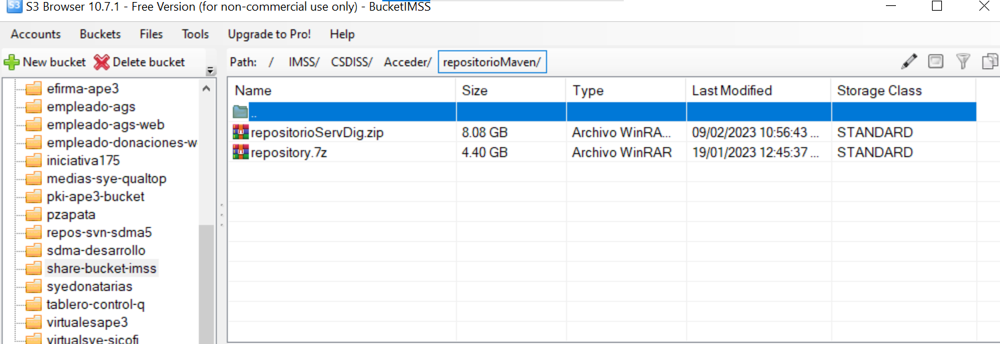 S3 S3 Browser 10.7.1 - Free Version (for non-commercial use only) - BucketIMSS
Accounts Buckets Files Tools Upgrade to Pro! Help
New bucket Delete bucket
Path: / IMSS/ CSDISS/ Acceder/ repositorioMaven/
efirma-ape3
empleado-ags
empleado-ags-web
empleado-donaciones-w
iniciativa175
medias-sye-qualtop
pki-ape3-bucket
pzapata
repos-svn-sdma5
sdma-desarrollo
share-bucket-imss
syedonatarias
tablero-control-q
virtualesape3
virtualsye-sicofi
Name Size Type Last Modified Storage Class
..
repositorioServDig.zip 8.08 GB Archivo WinRA... 09/02/2023 10:56:43 ... STANDARD
repository.7z 4.40 GB Archivo WinRAR 19/01/2023 12:45:37 ... STANDARD